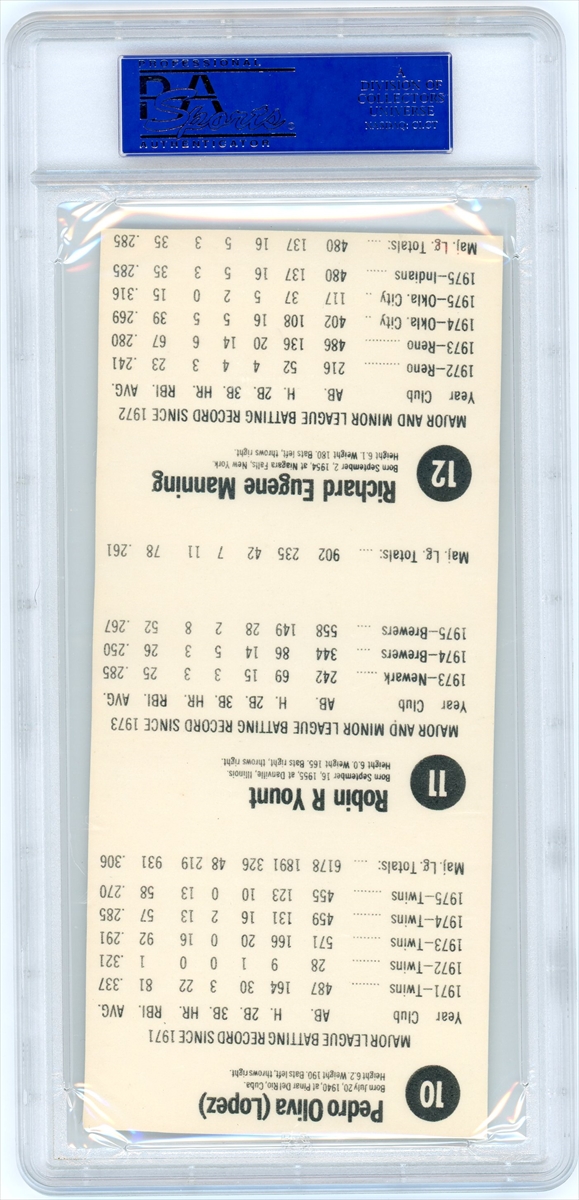 PROFESSIONAL
PSA
Sports
AUTHENTICATOR
A
DIVISION OF
COLLECTORS
UNIVERSE
NASDAQ: CLCT
10
Pedro Oliva (Lopez)
Born July, 20, 1940, at Pinar Del Rio, Cuba.
Height 6.2. Weight 190. Bats left, throws right.
MAJOR LEAGUE BATTING RECORD SINCE 1971
Year Club AB. H. 2B. 3B. HR. RBI. AVG.
1971—Twins ........ 487 164 30 3 22 81 .337
1972—Twins ........ 28 9 1 0 0 1 .321
1973—Twins ........ 571 166 20 0 16 92 .291
1974—Twins ........ 459 131 16 2 13 57 .285
1975—Twins ........ 455 123 10 0 13 58 .270
Maj. Lg. Totals: .... 6178 1891 326 48 219 931 .306
11
Robin R Yount
Born September, 16, 1955, at Danville, Illinois.
Height 6.0. Weight 165. Bats right, throws right.
MAJOR AND MINOR LEAGUE BATTING RECORD SINCE 1973
Year Club AB. H. 2B. 3B. HR. RBI. AVG.
1973—Newark ...... 242 69 15 3 3 25 .285
1974—Brewers .... 344 86 14 5 3 26 .250
1975—Brewers .... 558 149 28 2 8 52 .267
Maj. Lg. Totals: .... 902 235 42 7 11 78 .261
12
Richard Eugene Manning
Born September, 2, 1954, at Niagara Falls, New York.
Height 6.1. Weight 180. Bats left, throws right.
MAJOR AND MINOR LEAGUE BATTING RECORD SINCE 1972
Year Club AB. H. 2B. 3B. HR. RBI. AVG.
1972—Reno .......... 216 52 4 4 3 23 .241
1973—Reno .......... 486 136 20 14 6 67 .280
1974—Okla. City .. 402 108 16 5 5 39 .269
1975—Okla. City .. 117 37 5 2 0 15 .316
1975—Indians ...... 480 137 16 5 3 35 .285
Maj. Lg. Totals: .... 480 137 16 5 3 35 .285